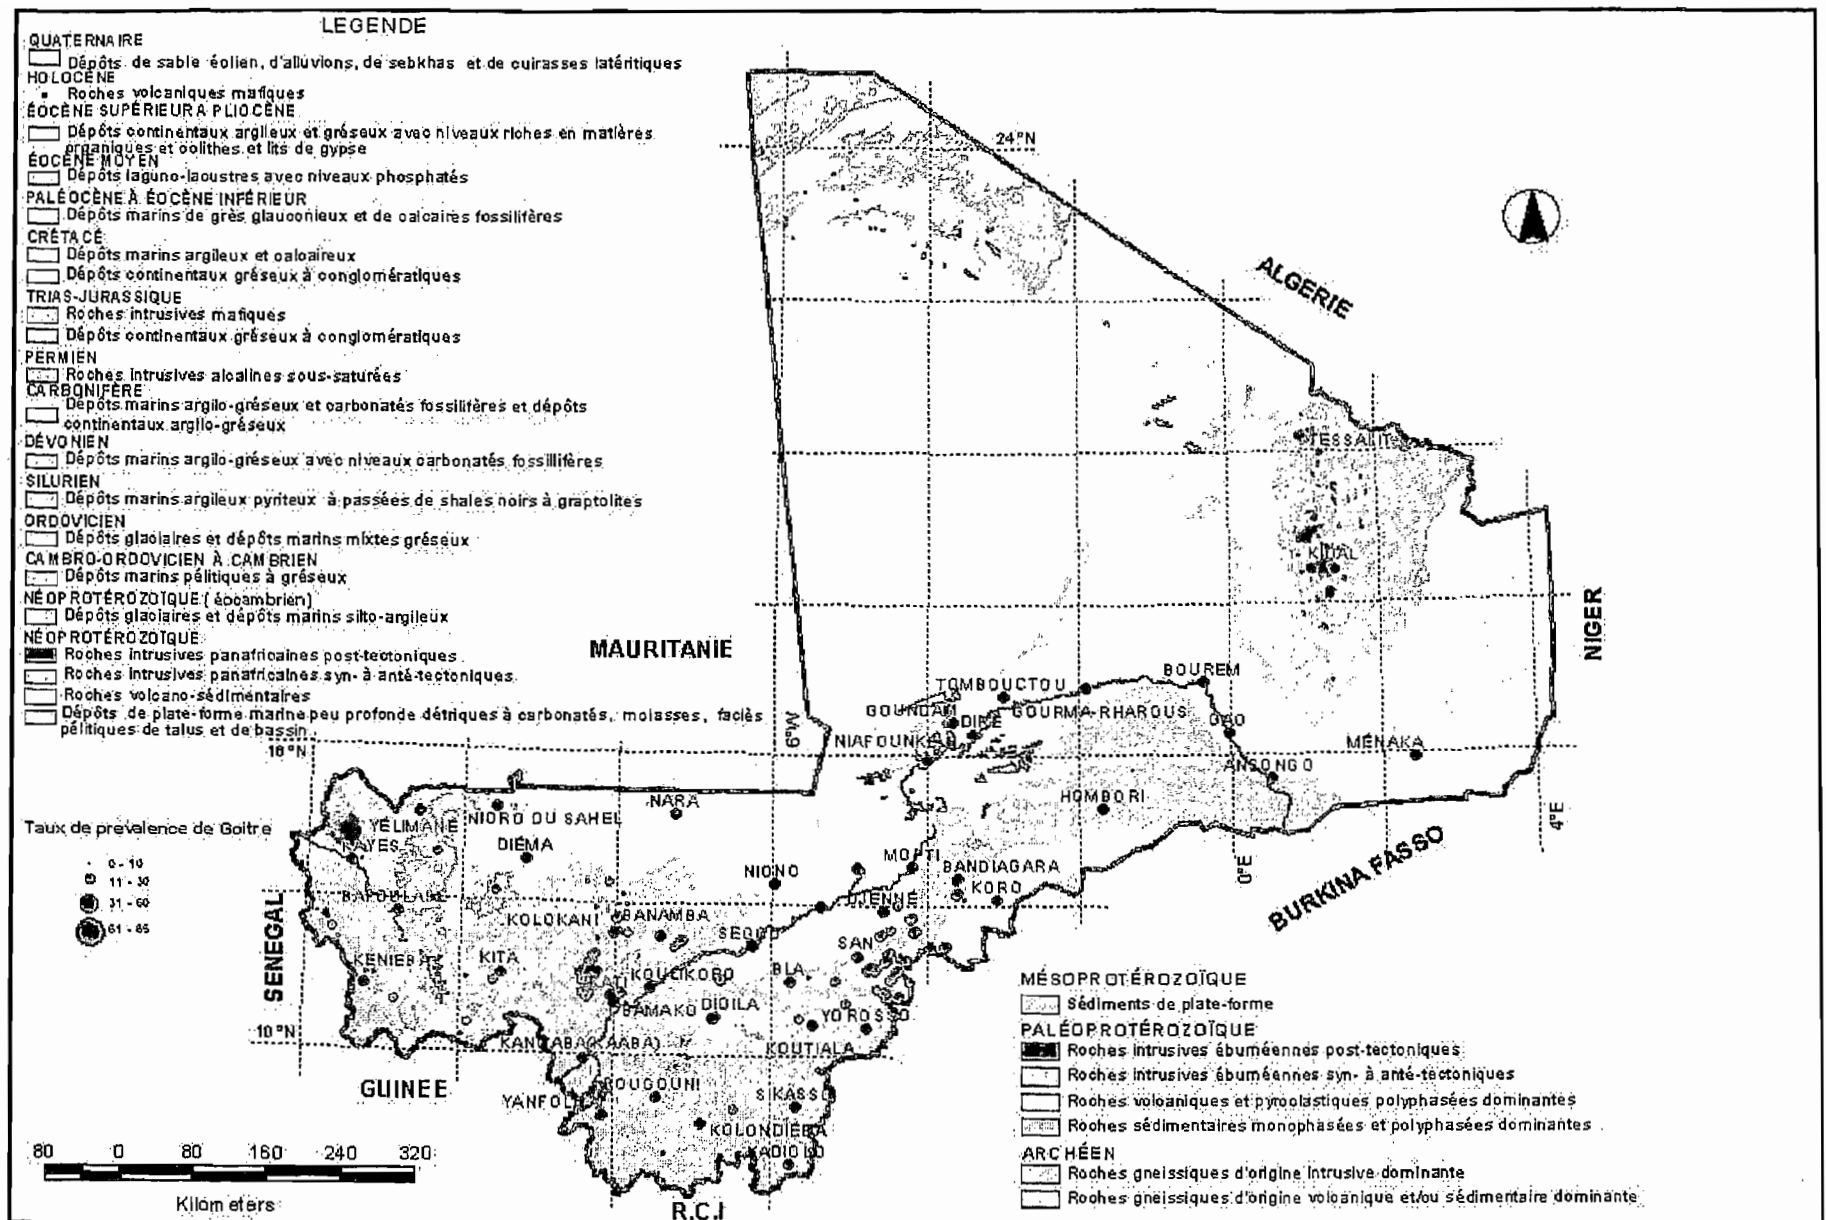 LEGENDE
QUATERNAIRE
Dépôts de sable éolien, d'alluvions, de sebkhas et de cuirasses latéritiques
HOLOCÈNE
Roches volcaniques mafiques
ÉOCÈNE SUPÉRIEUR À PLIOCÈNE
Dépôts continentaux argileux et gréseux avec niveaux riches en matières
organiques et oolithes et lits de gypse
ÉOCÈNE MOYEN
Dépôts laguno-lacustres avec niveaux phosphatés
PALÉOCÈNE À ÉOCÈNE INFÉRIEUR
Dépôts marins de grès glauconieux et de calcaires fossilifères
CRÉTACÉ
Dépôts marins argileux et calcaireux
Dépôts continentaux gréseux à conglomératiques
TRIAS-JURASSIQUE
Roches intrusives mafiques
Dépôts continentaux gréseux à conglomératiques
PERMIEN
Roches intrusives alcalines sous-saturées
CARBONIFÈRE
Dépôts marins argilo-gréseux et carbonatés fossilifères et dépôts
continentaux argilo-gréseux
DÉVONIEN
Dépôts marins argilo-gréseux avec niveaux carbonatés fossillifères
SILURIEN
Dépôts marins argileux pyriteux à passées de shales noirs à graptolites
ORDOVICIEN
Dépôts glaciaires et dépôts marins mixtes gréseux
CAMBRO-ORDOVICIEN À CAMBRIEN
Dépôts marins pélitiques à gréseux
NÉOPROTÉROZOÏQUE (éocambrien)
Dépôts glaciaires et dépôts marins silto-argileux
NÉOPROTÉROZOÏQUE
Roches intrusives panafricaines post-tectoniques
Roches intrusives panafricaines syn- à anté-tectoniques
Roches volcano-sédimentaires
Dépôts de plate-forme marine peu profonde détriques à carbonatés, molasses, faciès
pélitiques de talus et de bassin
24°N
ALGERIE
TESSALIT
KIDAL
NIGER
MAURITANIE
BOUREM
TOMBOUCTOU
GOUNDAM
DIRE
GOURMA-RHAROUS
GAO
NIAFOUNKE
MENAKA
ANSONGO
HOMBORI
6°W
18°N
0°E
4°E
BURKINA FASSO
NARA
NIORO DU SAHEL
YELIMANE
KAYES
DIEMA
NIONO
MOPTI
BANDIAGARA
KORO
DJENNE
BAFOULABE
KOLOKANI
BANAMBA
SEGOU
SAN
KENIEBA
KITA
KATI
KOULIKORO
BLA
BAMAKO
DIOILA
YOROSSO
KOUTIALA
KANGABA(KAABA)
BOUGOUNI
YANFOLILA
SIKASSO
KOLONDIEBA
KADIOLO
SENEGAL
10°N
GUINEE
R.C.I
Taux de prevalence de Goitre
0 - 10
11 - 30
31 - 60
61 - 85
80 0 80 160 240 320
Kilometers
MÉSOPROTÉROZOÏQUE
Sédiments de plate-forme
PALÉOPROTÉROZOÏQUE
Roches intrusives éburnéennes post-tectoniques
Roches intrusives éburnéennes syn- à anté-tectoniques
Roches volcaniques et pyroclastiques polyphasées dominantes
Roches sédimentaires monophasées et polyphasées dominantes
ARCHÉEN
Roches gneissiques d'origine intrusive dominante
Roches gneissiques d'origine volcanique et/ou sédimentaire dominante